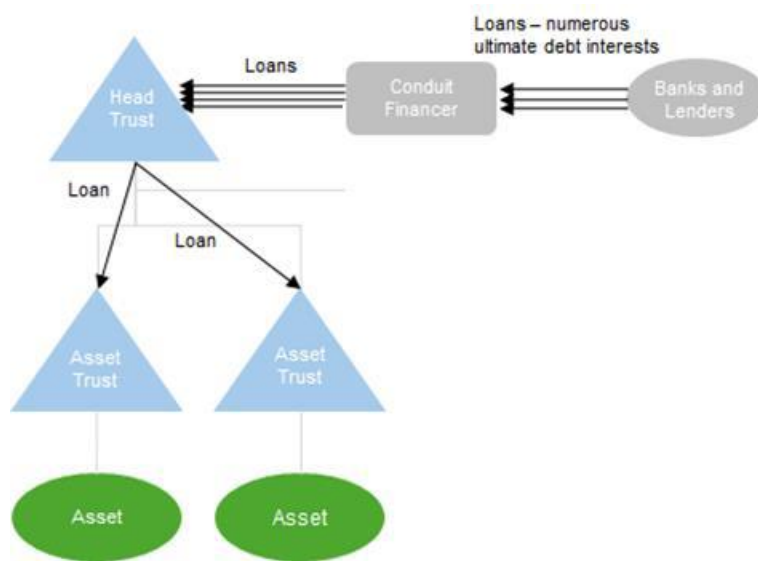 Loans – numerous
ultimate debt interests
Loans
Conduit
Financer
Banks and
Lenders
Head
Trust
Loan
Loan
Asset
Trust
Asset
Trust
Asset
Asset